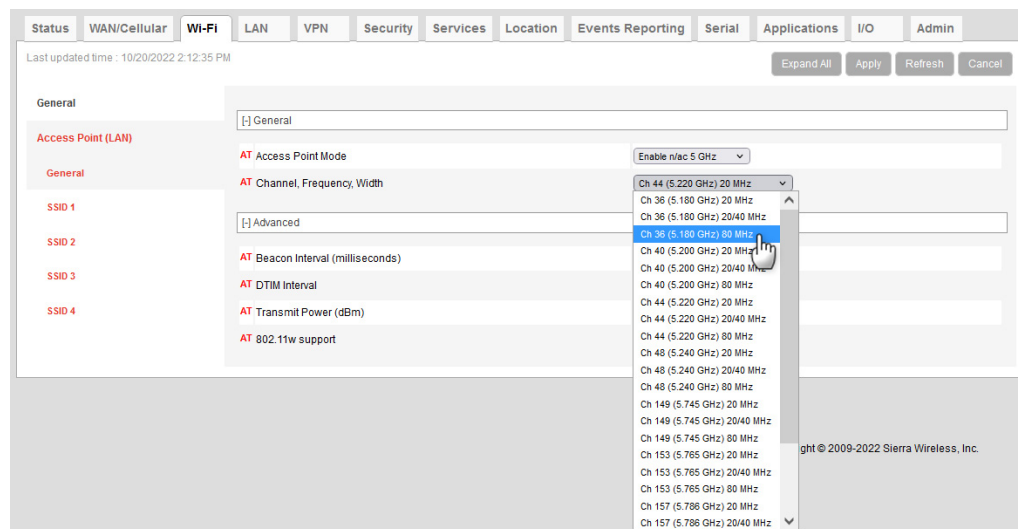 Status WAN/Cellular Wi-Fi LAN VPN Security Services Location Events Reporting Serial Applications I/O Admin
Last updated time : 10/20/2022 2:12:35 PM
Expand All Apply Refresh Cancel
General
Access Point (LAN)
General
SSID 1
SSID 2
SSID 3
SSID 4
[-] General
AT Access Point Mode
Enable n/ac 5 GHz
AT Channel, Frequency, Width
Ch 44 (5.220 GHz) 20 MHz
[-] Advanced
AT Beacon Interval (milliseconds)
AT DTIM Interval
AT Transmit Power (dBm)
AT 802.11w support
Ch 36 (5.180 GHz) 20 MHz
Ch 36 (5.180 GHz) 20/40 MHz
Ch 36 (5.180 GHz) 80 MHz
Ch 40 (5.200 GHz) 20 MHz
Ch 40 (5.200 GHz) 20/40 MHz
Ch 40 (5.200 GHz) 80 MHz
Ch 44 (5.220 GHz) 20 MHz
Ch 44 (5.220 GHz) 20/40 MHz
Ch 44 (5.220 GHz) 80 MHz
Ch 48 (5.240 GHz) 20 MHz
Ch 48 (5.240 GHz) 20/40 MHz
Ch 48 (5.240 GHz) 80 MHz
Ch 149 (5.745 GHz) 20 MHz
Ch 149 (5.745 GHz) 20/40 MHz
Ch 149 (5.745 GHz) 80 MHz
Ch 153 (5.765 GHz) 20 MHz
Ch 153 (5.765 GHz) 20/40 MHz
Ch 153 (5.765 GHz) 80 MHz
Ch 157 (5.786 GHz) 20 MHz
Ch 157 (5.786 GHz) 20/40 MHz
ght © 2009-2022 Sierra Wireless, Inc.